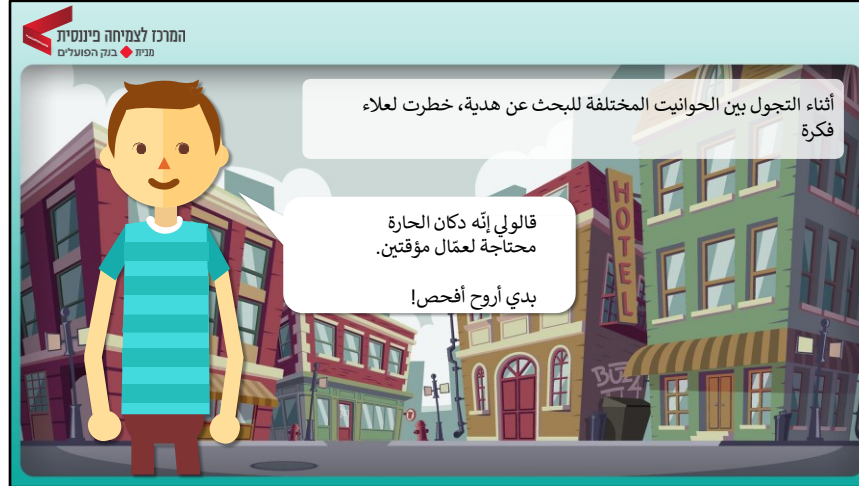 המרכז לצמיחה פיננסית
מבית בנק הפועלים
أثناء التجول بين الحوانيت المختلفة للبحث عن هدية، خطرت لعلاء
فكرة
قالولي إنّه دكان الحارة
محتاجة لعمّال مؤقتين.
بدي أروح أفحص!
HOTEL
BUZZ